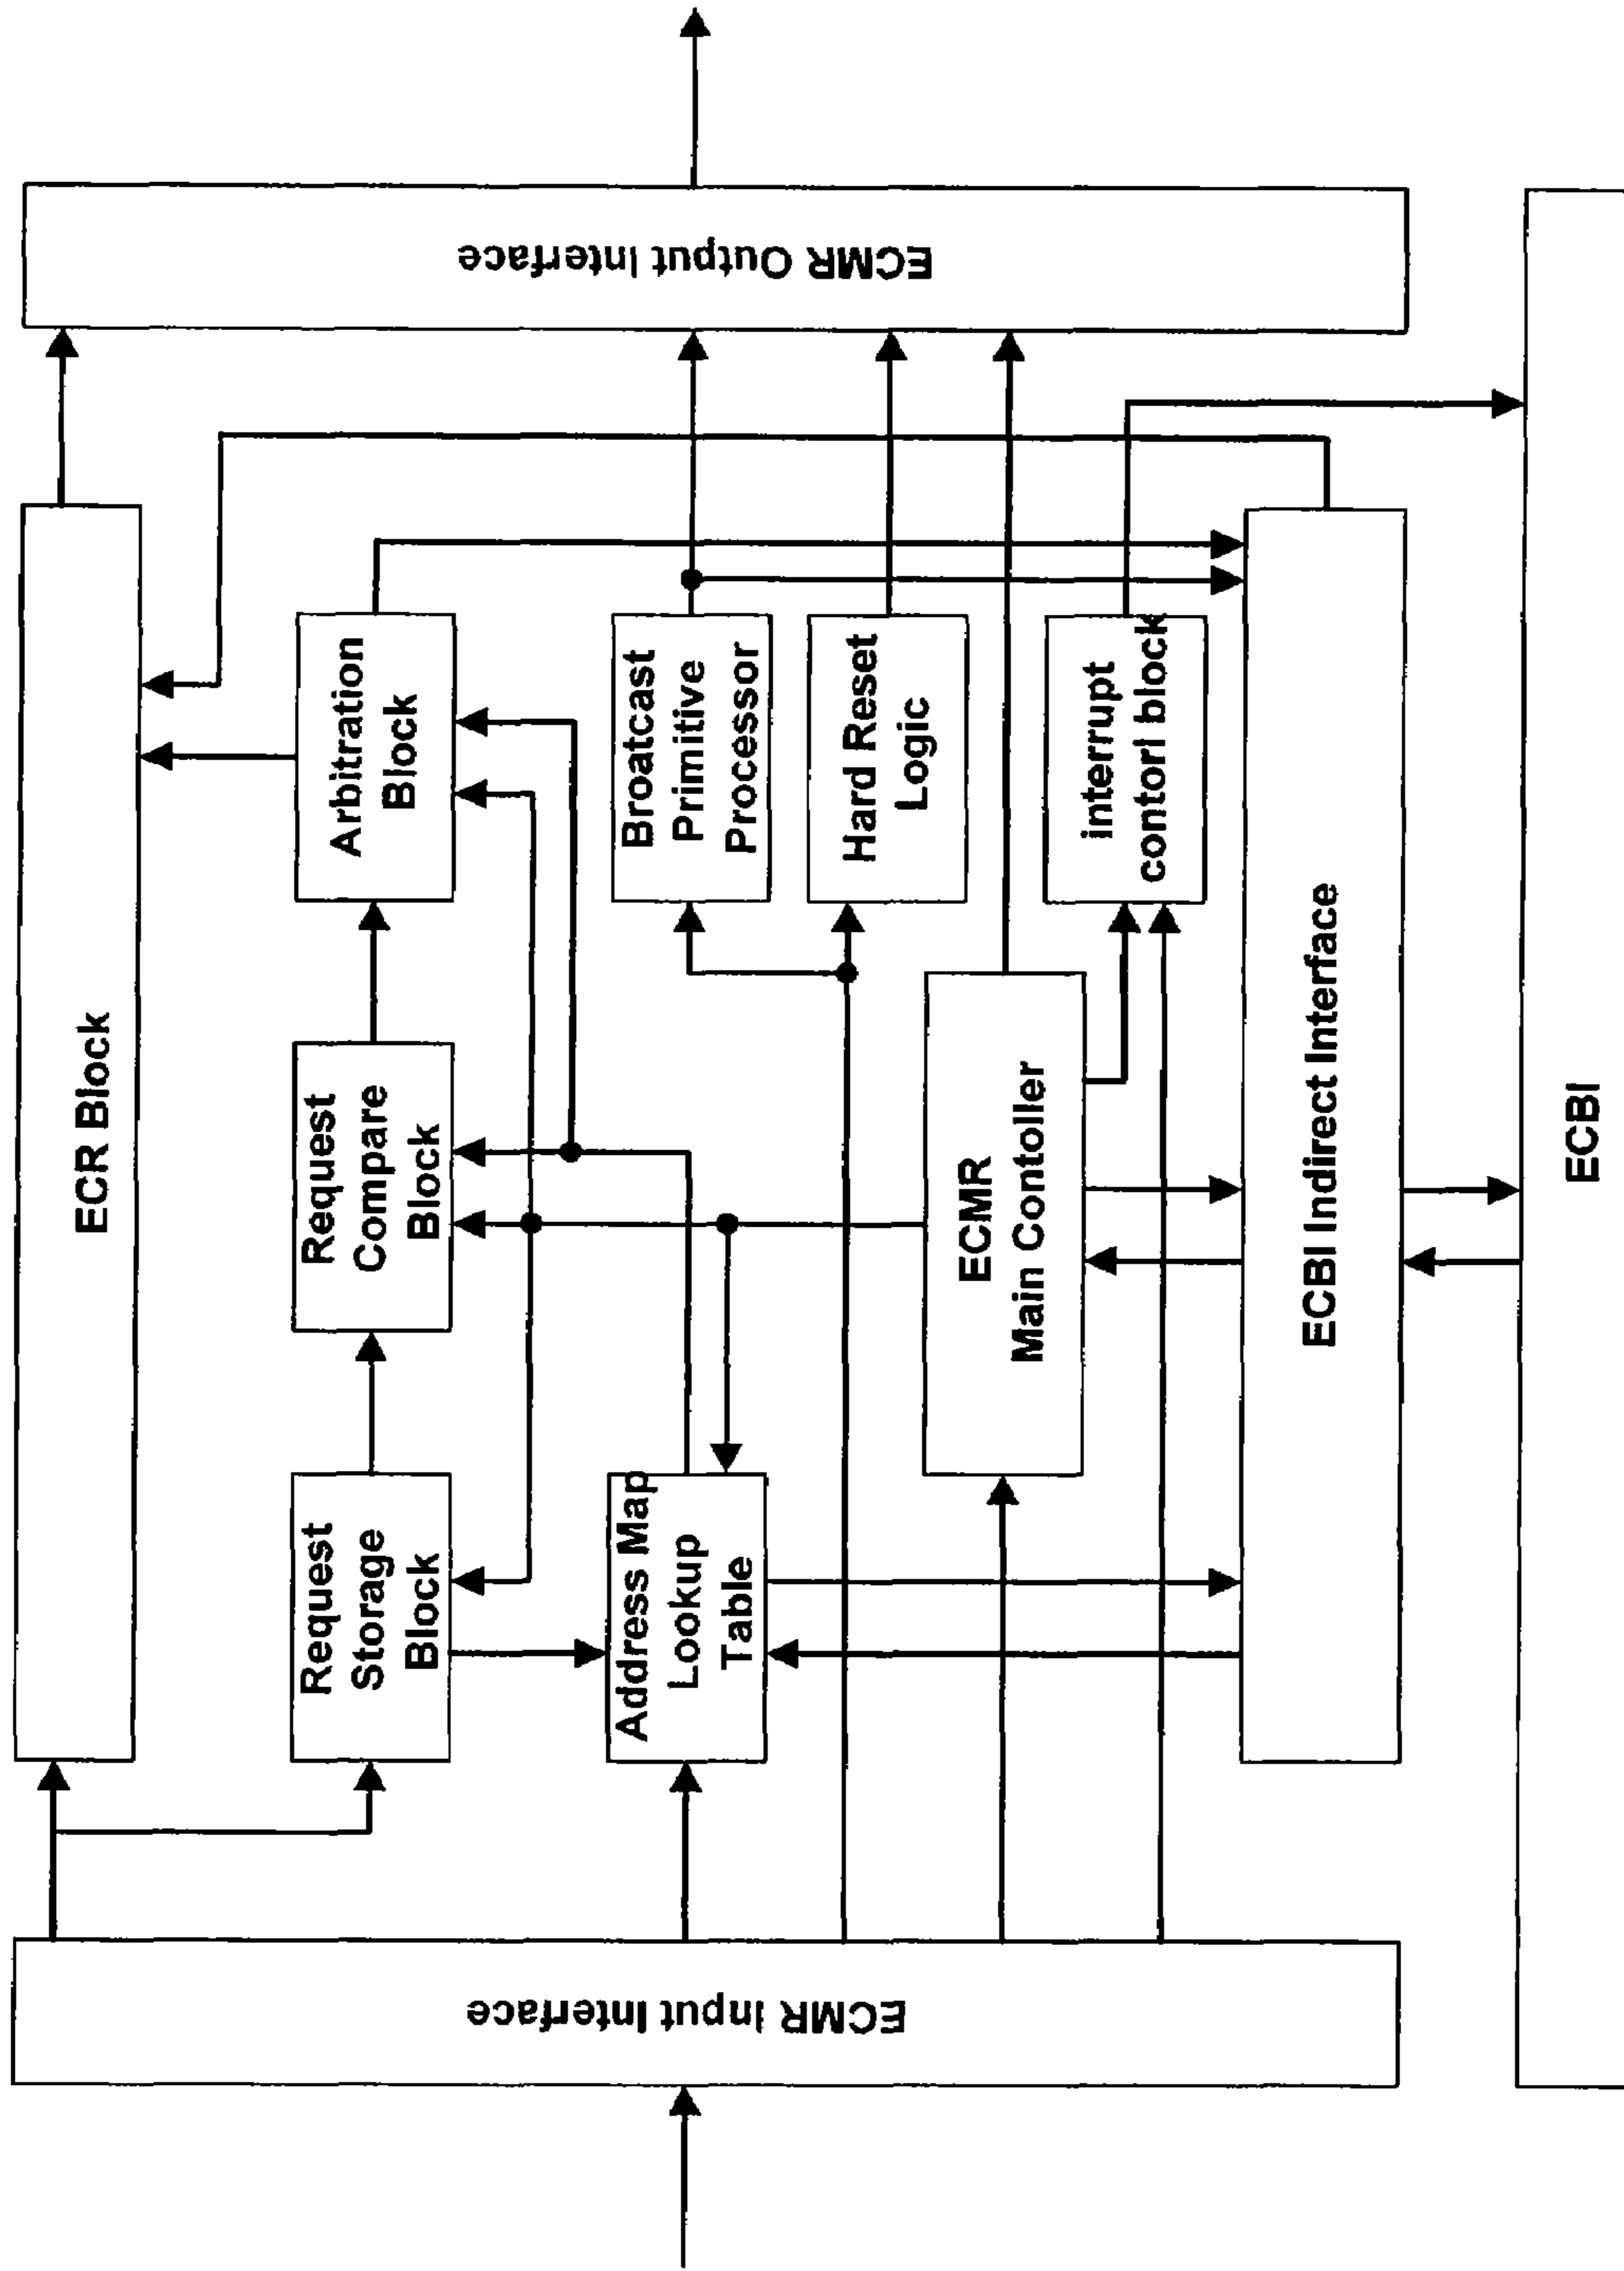 ECMR Input Interface
ECR Block
Request
Storage
Block
Request
Compare
Block
Arbitration
Block
Address Map
Lookup
Table
Broatcast
Primitive
Processor
Hard Reset
Logic
ECMR
Main Contoller
interrupt
contorl block
ECBI Indirect Interface
ECBI
ECMR Output Interface